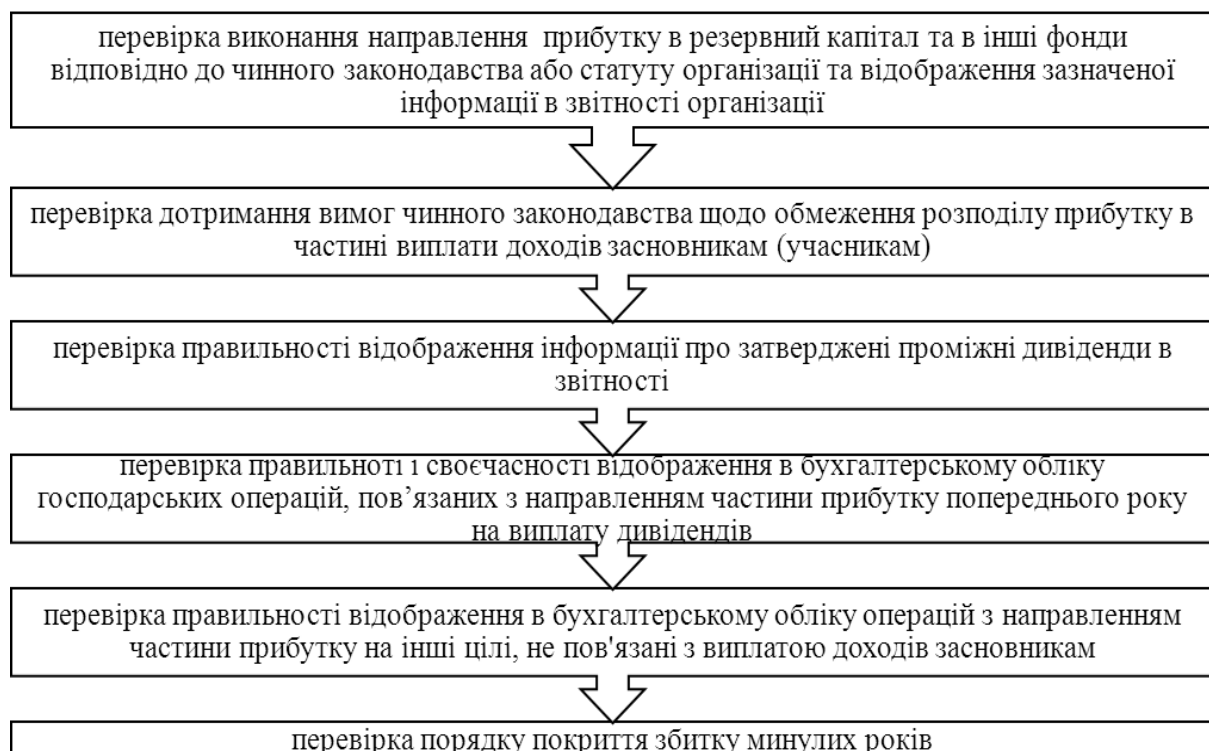 перевірка виконання направлення прибутку в резервний капітал та в інші фонди
відповідно до чинного законодавства або статуту організації та відображення зазначеної
інформації в звітності організації
перевірка дотримання вимог чинного законодавства щодо обмеження розподілу прибутку в
частині виплати доходів засновникам (учасникам)
перевірка правильності відображення інформації про затверджені проміжні дивіденди в
звітності
перевірка правильноті і своєчасності відображення в бухгалтерському обліку
господарських операцій, пов’язаних з направленням частини прибутку попереднього року
на виплату дивідендів
перевірка правильності відображення в бухгалтерському обліку операцій з направленням
частини прибутку на інші цілі, не пов'язані з виплатою доходів засновникам
перевірка порядку покриття збитку минулих років